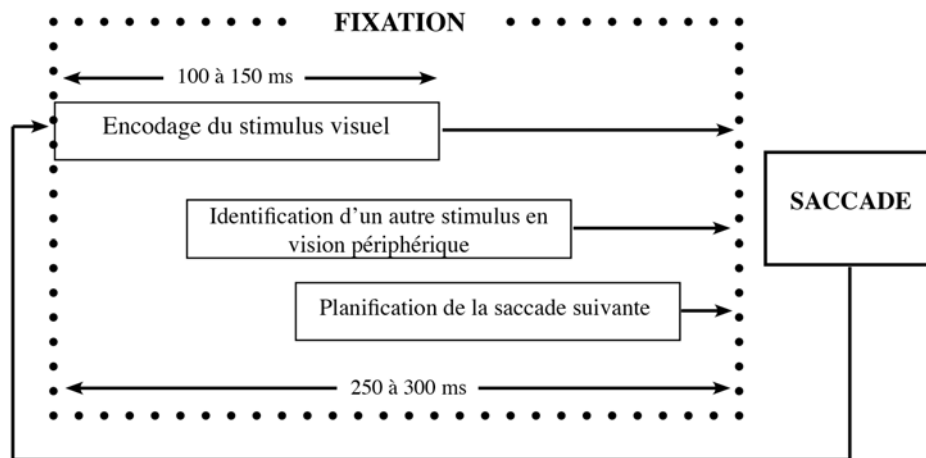 FIXATION
100 à 150 ms
Encodage du stimulus visuel
SACCADE
Identification d’un autre stimulus en
vision périphérique
Planification de la saccade suivante
250 à 300 ms